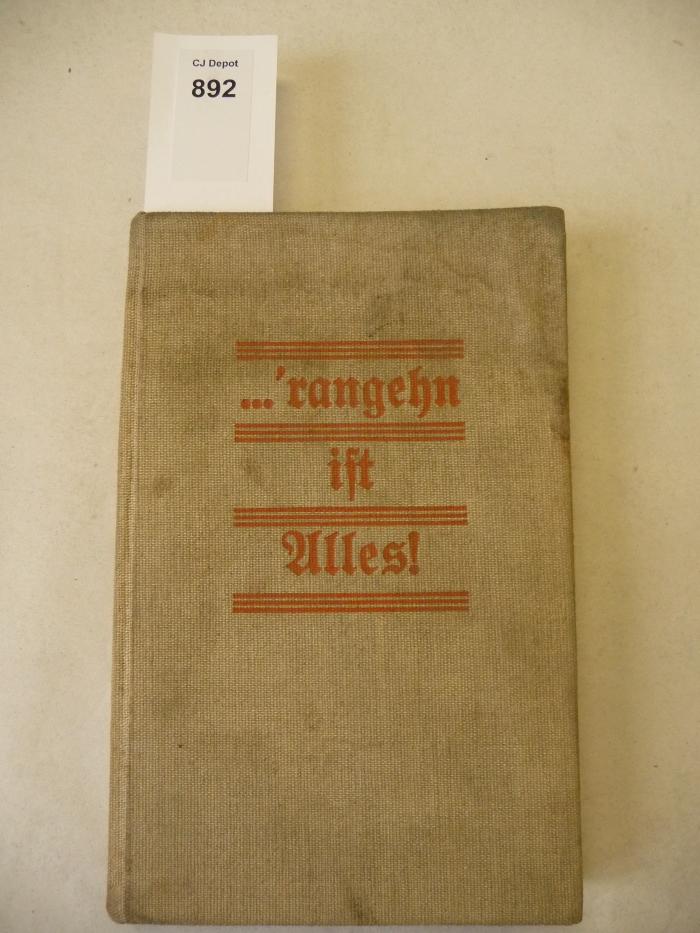 CJ Depot
892
...'rangehn
ist
Alles!